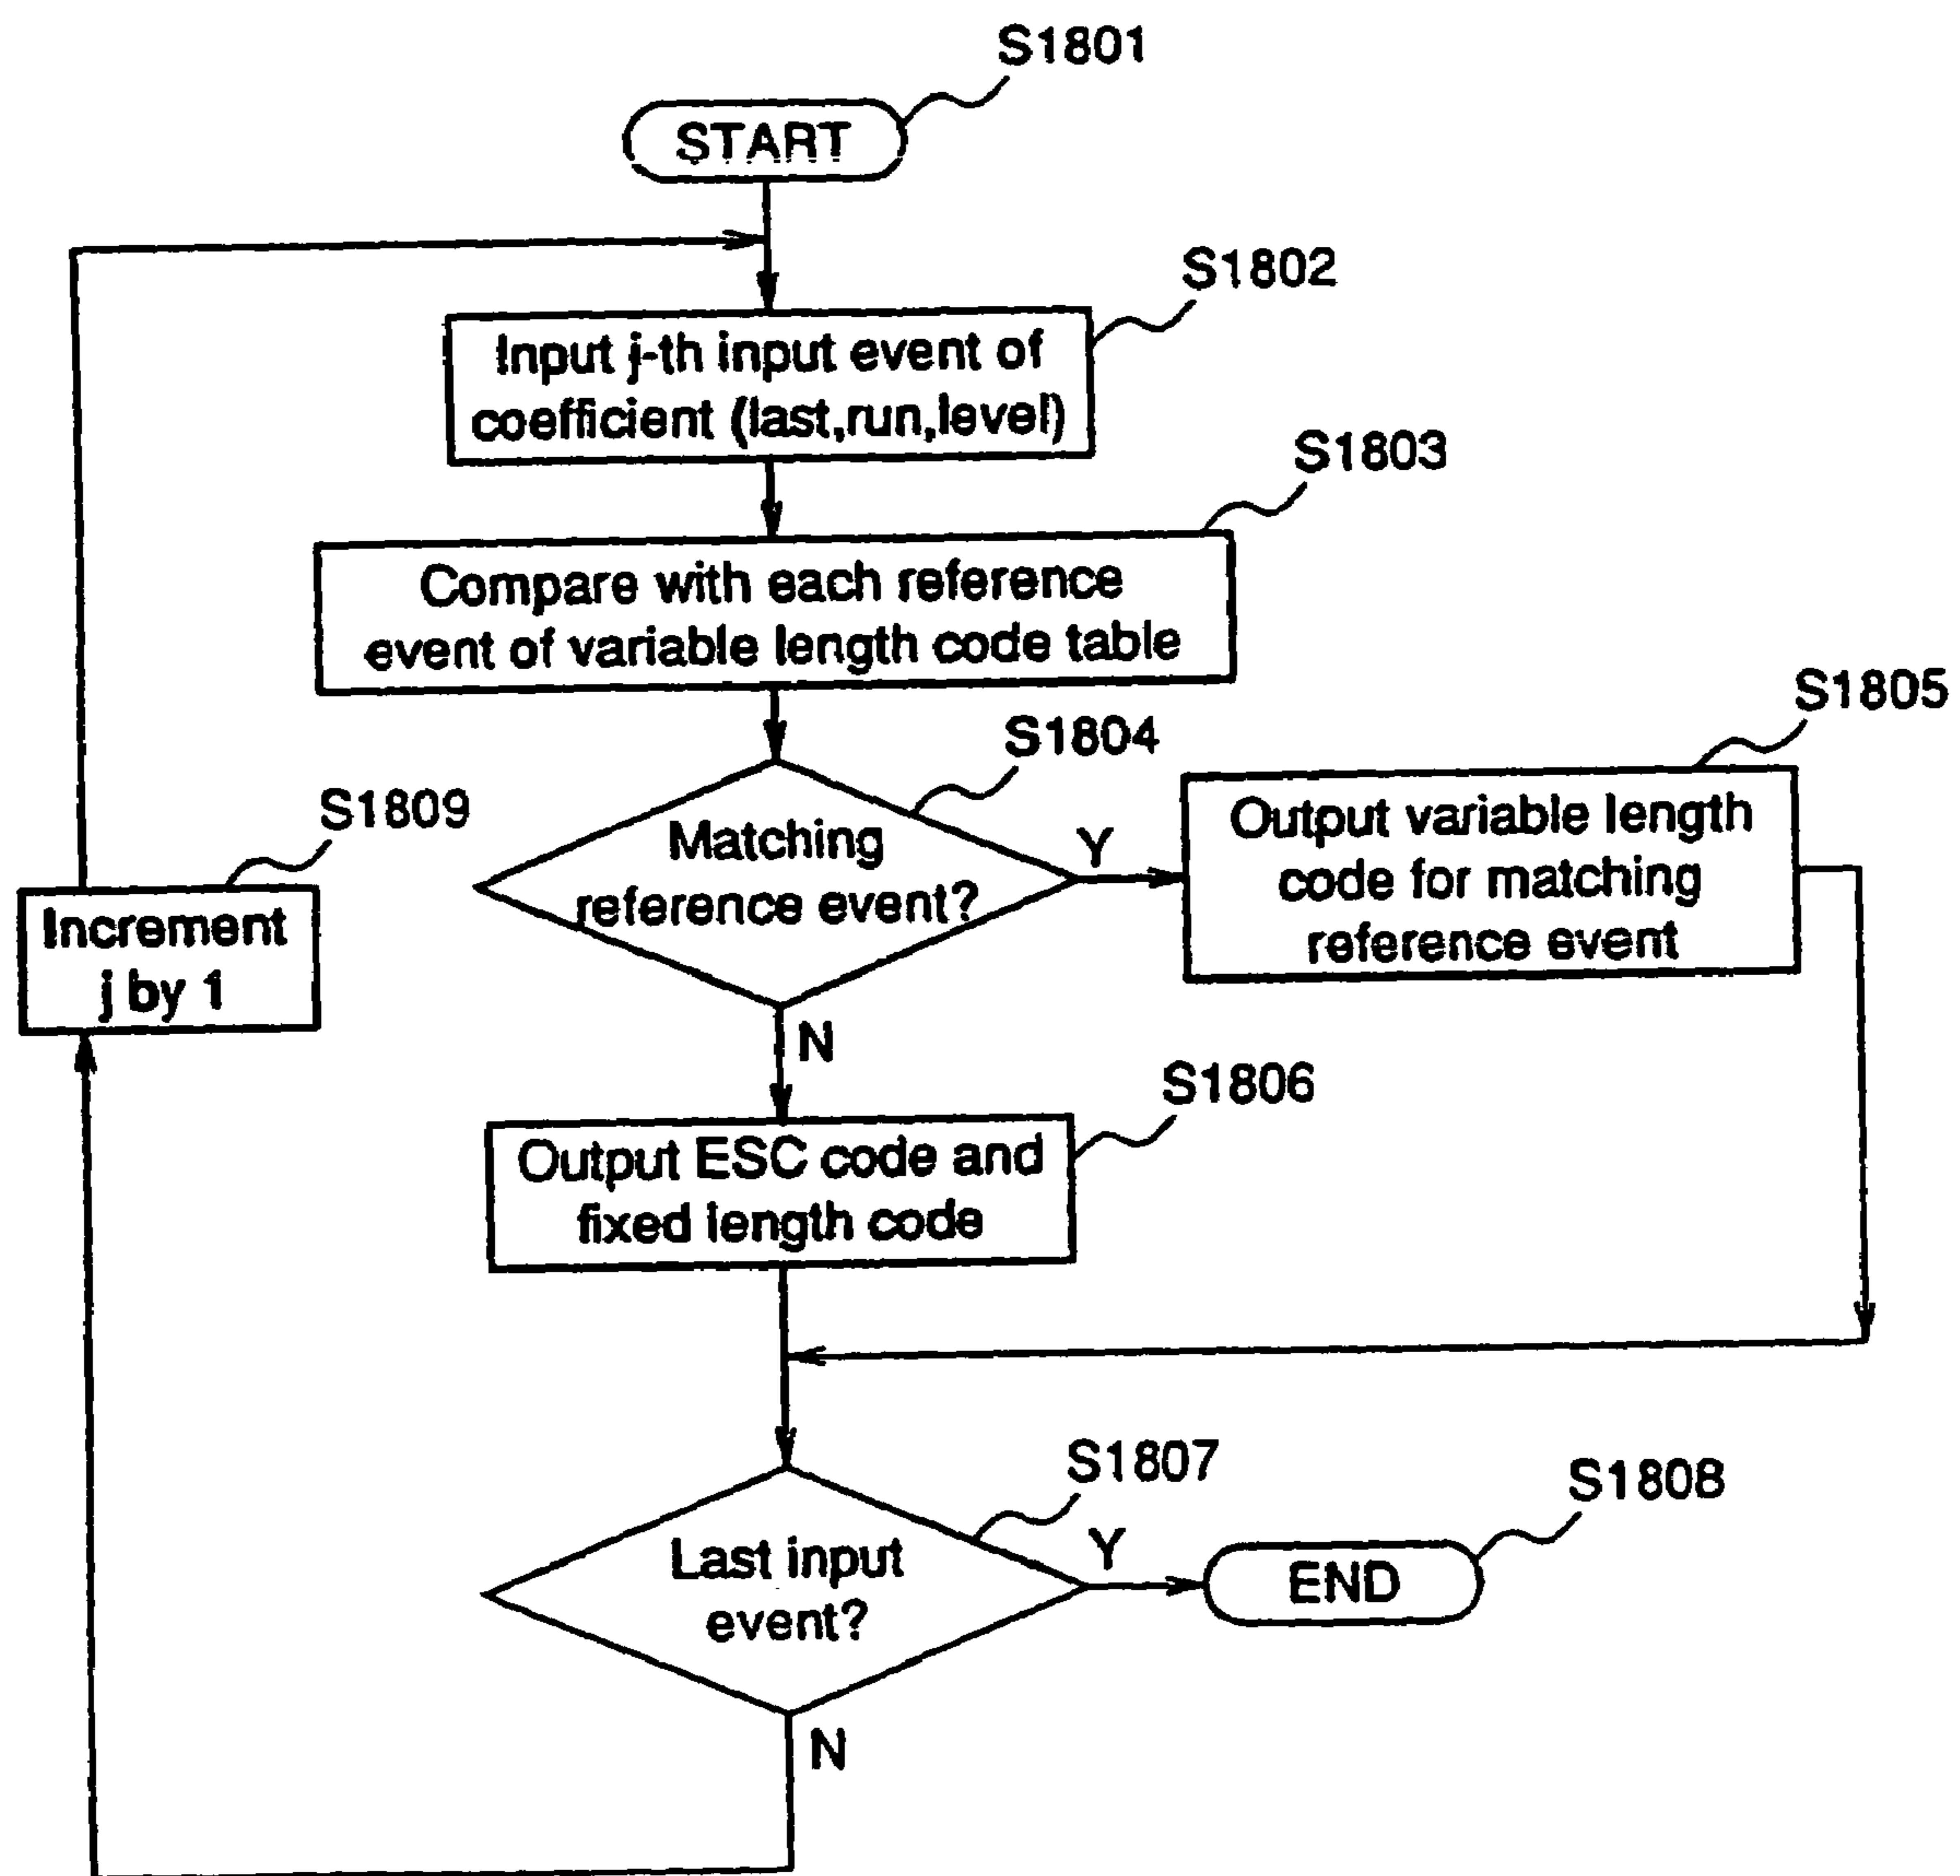 S1801
START
S1802
Input j-th input event of
coefficient (last,run,level)
S1803
Compare with each reference
event of variable length code table
S1804
Matching
reference event?
Y
N
S1805
Output variable length
code for matching
reference event
S1809
Increment
j by 1
S1806
Output ESC code and
fixed length code
S1807
Last input
event?
Y
N
S1808
END